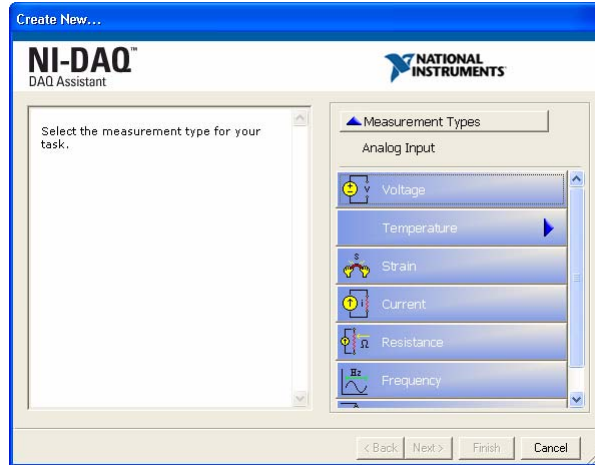 Create New...
NI-DAQ™
DAQ Assistant
NATIONAL
INSTRUMENTS
Select the measurement type for your
task.
Measurement Types
Analog Input
V
Voltage
Temperature
S
Strain
i
Current
Ω
Resistance
Hz
Frequency
< Back
Next >
Finish
Cancel